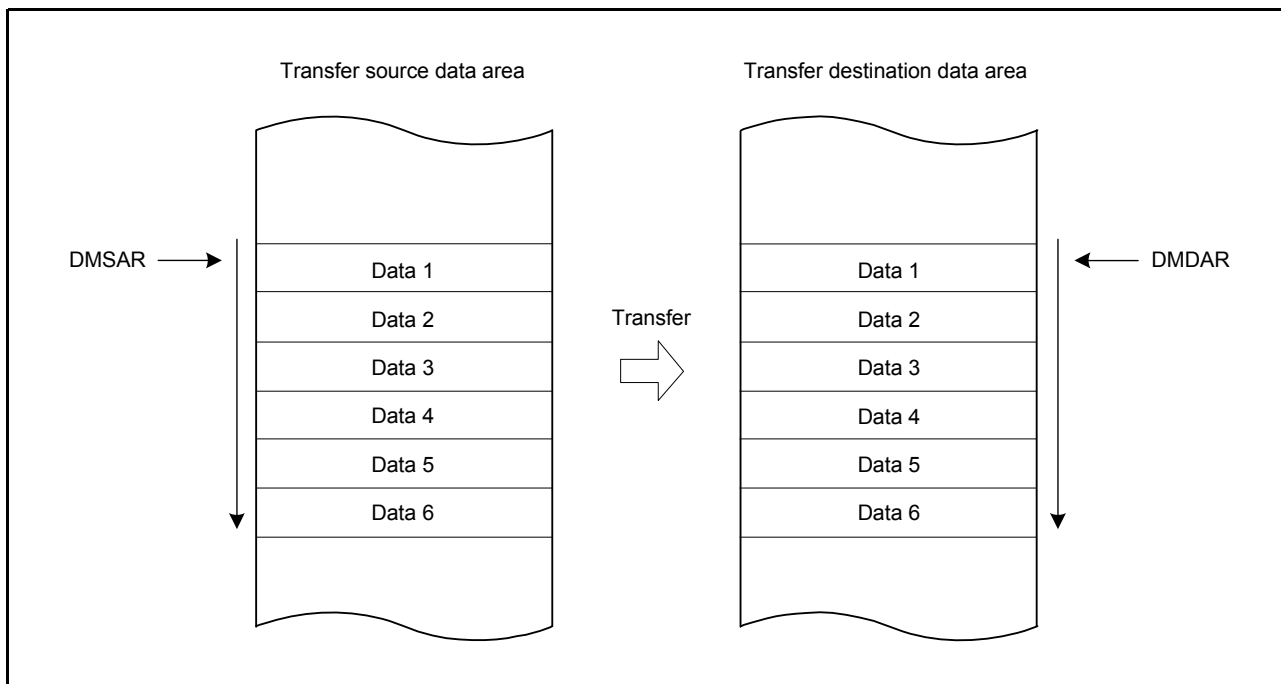 Transfer source data area
Transfer destination data area
DMSAR
Data 1
Data 2
Data 3
Data 4
Data 5
Data 6
Transfer
Data 1
Data 2
Data 3
Data 4
Data 5
Data 6
DMDAR